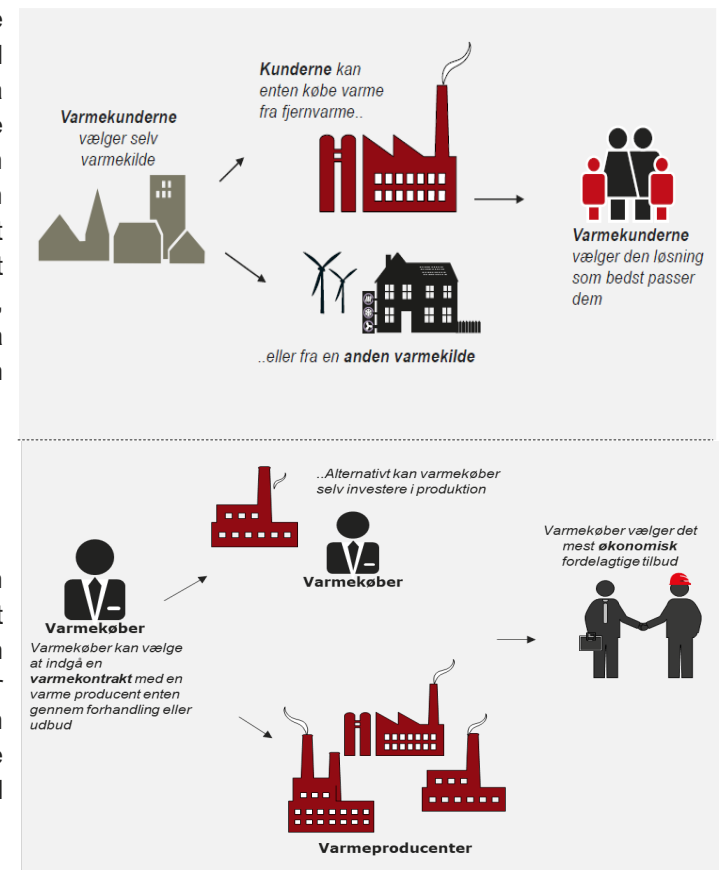 Kunderne kan
enten købe varme
fra fjernvarme..
Varmekunderne
vælger selv
varmekilde
Varmekunderne
vælger den løsning
som bedst passer
dem
..eller fra en anden varmekilde
..Alternativt kan varmekøber
selv investere i produktion
Varmekøber
Varmekøber vælger det
mest økonomisk
fordelagtige tilbud
Varmekøber
Varmekøber kan vælge
at indgå en
varmekontrakt med en
varme producent enten
gennem forhandling eller
udbud
Varmeproducenter